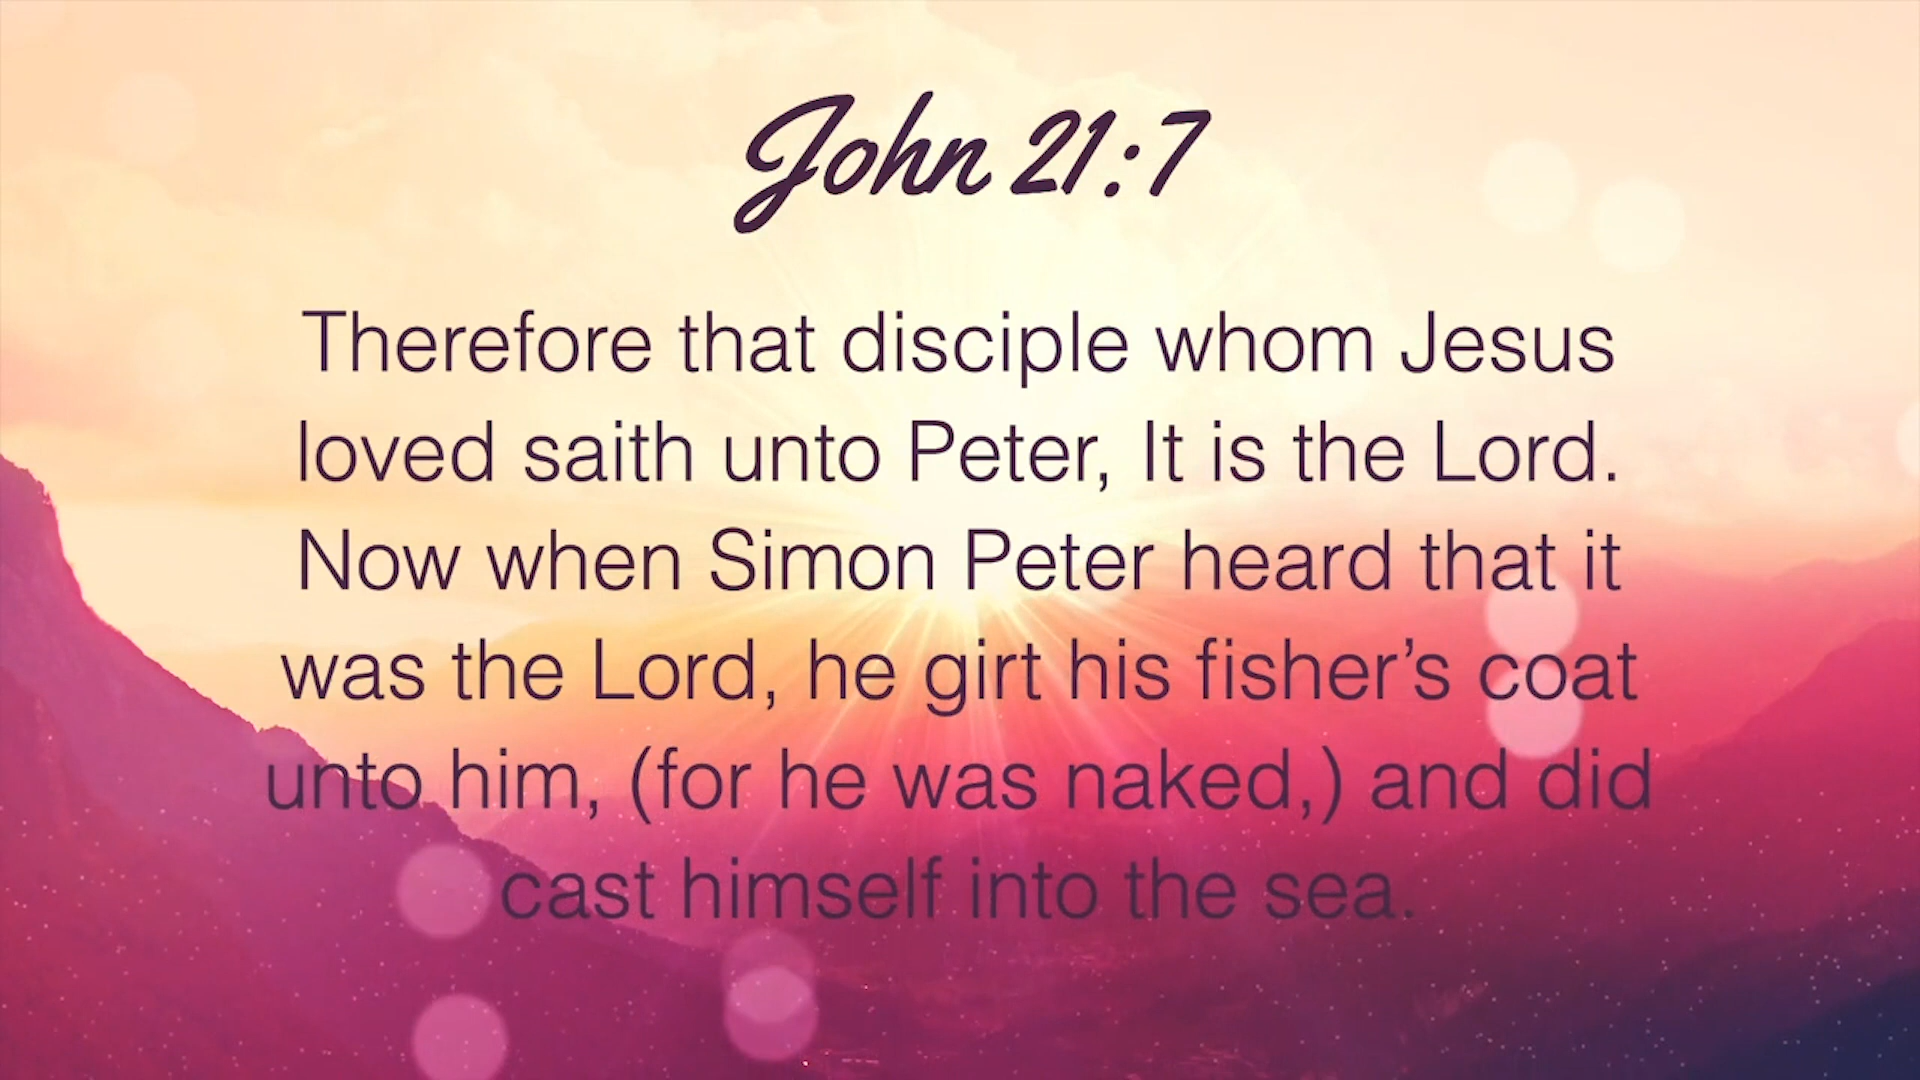 John 21:7
Therefore that disciple whom Jesus
loved saith unto Peter, It is the Lord.
Now when Simon Peter heard that it
was the Lord, he girt his fisher’s coat
unto him, (for he was naked,) and did
cast himself into the sea.